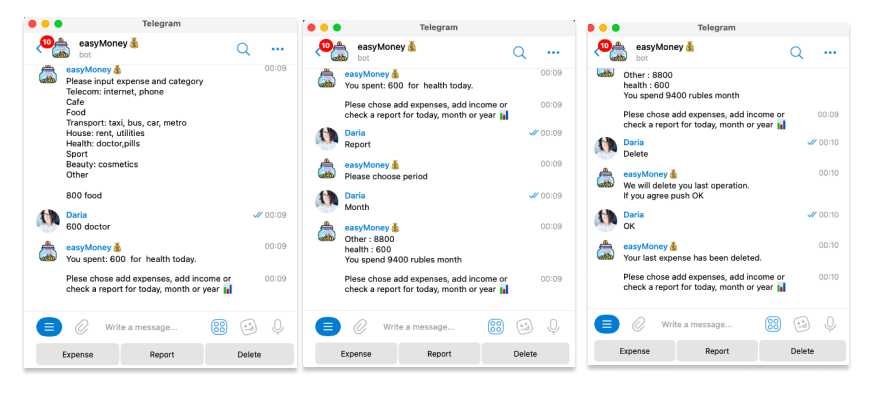 Telegram
10
easyMoney 💰
bot
easyMoney 💰
00:09
Please input expense and category
Telecom: internet, phone
Cafe
Food
Transport: taxi, bus, car, metro
House: rent, utilities
Health: doctor,pills
Sport
Beauty: cosmetics
Other
800 food
Daria
00:09
600 doctor
easyMoney 💰
00:09
You spent: 600  for  health today.
Plese chose add expenses, add income or
00:09
check a report for today, month or year 📊
Write a message...
Expense
Report
Delete
Telegram
10
easyMoney 💰
bot
easyMoney 💰
00:09
You spent: 600  for  health today.
Plese chose add expenses, add income or
00:09
check a report for today, month or year 📊
Daria
00:09
Report
easyMoney 💰
00:09
Please choose period
Daria
00:09
Month
easyMoney 💰
00:09
Other : 8800
health : 600
You spend 9400 rubles month
Plese chose add expenses, add income or
00:09
check a report for today, month or year 📊
Write a message...
Expense
Report
Delete
Telegram
10
easyMoney 💰
bot
Other : 8800
health : 600
You spend 9400 rubles month
Plese chose add expenses, add income or
00:09
check a report for today, month or year 📊
Daria
00:10
Delete
easyMoney 💰
00:10
We will delete you last operation.
If you agree push OK
Daria
00:10
OK
easyMoney 💰
00:10
Your last expense has been deleted.
Plese chose add expenses, add income or
00:10
check a report for today, month or year 📊
Write a message...
Expense
Report
Delete